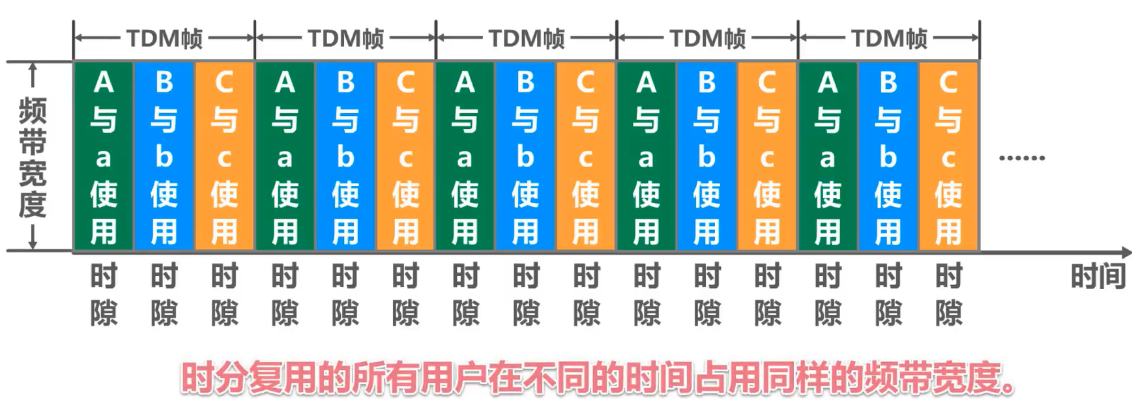 TDM帧 TDM帧 TDM帧 TDM帧 TDM帧
频带宽度
A与a使用 B与b使用 C与c使用 A与a使用 B与b使用 C与c使用 A与a使用 B与b使用 C与c使用 A与a使用 B与b使用 C与c使用 A与a使用 B与b使用 C与c使用 ……
时隙 时隙 时隙 时隙 时隙 时隙 时隙 时隙 时隙 时隙 时隙 时隙 时隙 时隙 时隙 时间
时分复用的所有用户在不同的时间占用同样的频带宽度。